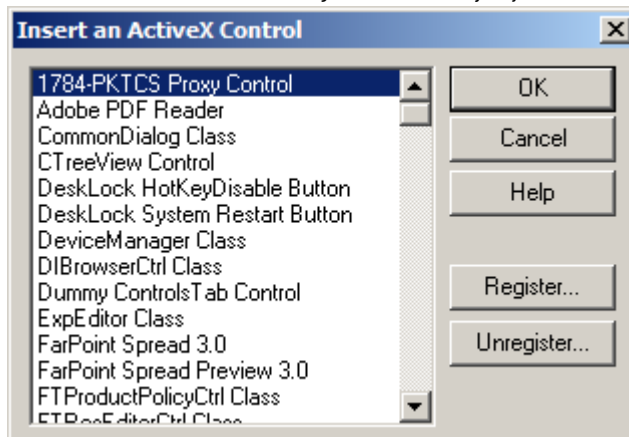 Insert an ActiveX Control
1784-PKTCS Proxy Control
Adobe PDF Reader
CommonDialog Class
CTreeView Control
DeskLock HotKeyDisable Button
DeskLock System Restart Button
DeviceManager Class
DIBrowserCtrl Class
Dummy ControlsTab Control
ExpEditor Class
FarPoint Spread 3.0
FarPoint Spread Preview 3.0
FTProductPolicyCtrl Class
OK
Cancel
Help
Register...
Unregister...